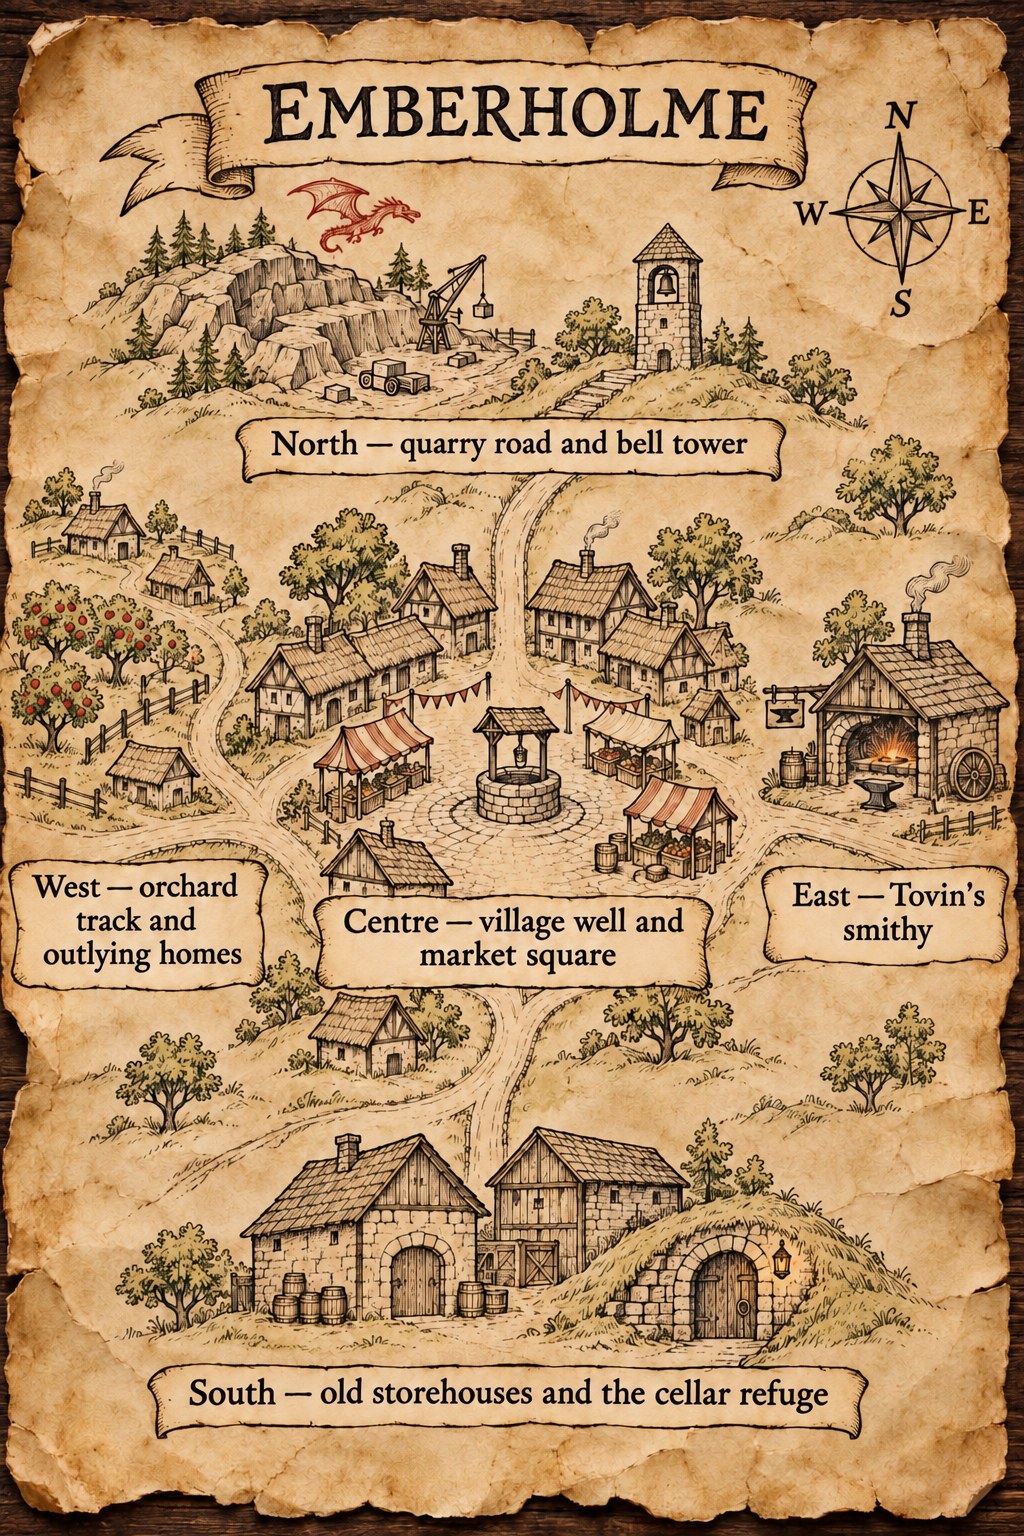 EMBERHOLME
N
W E
S
North — quarry road and bell tower
West — orchard
track and
outlying homes
Centre — village well and
market square
East — Tovin's
smithy
South — old storehouses and the cellar refuge